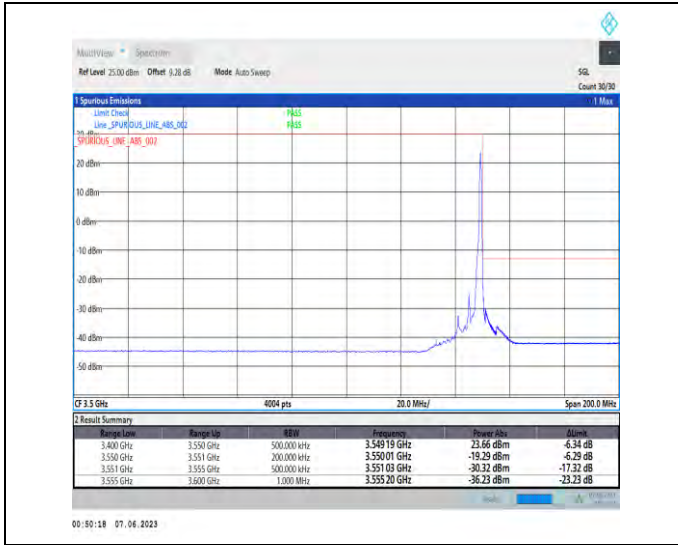 MultiView Spectrum
Ref Level 25.00 dBm Offset 9.28 dB Mode Auto Sweep SGL
Count 30/30
1 Spurious Emissions 1 Max
Limit Check PASS
Line _SPURIOUS_LINE_ABS_002 PASS
_SPURIOUS_LINE_ABS_002
20 dBm
10 dBm
0 dBm
-10 dBm
-20 dBm
-30 dBm
-40 dBm
-50 dBm
CF 3.5 GHz 4004 pts 20.0 MHz/ Span 200.0 MHz
2 Result Summary
Range Low Range Up RBW Frequency Power Abs ΔLimit
3.400 GHz 3.550 GHz 500.000 kHz 3.549 19 GHz 23.66 dBm -6.34 dB
3.550 GHz 3.551 GHz 200.000 kHz 3.550 01 GHz -19.29 dBm -6.29 dB
3.551 GHz 3.555 GHz 500.000 kHz 3.551 03 GHz -30.32 dBm -17.32 dB
3.555 GHz 3.600 GHz 1.000 MHz 3.555 20 GHz -36.23 dBm -23.23 dB
00:50:18 07.06.2023